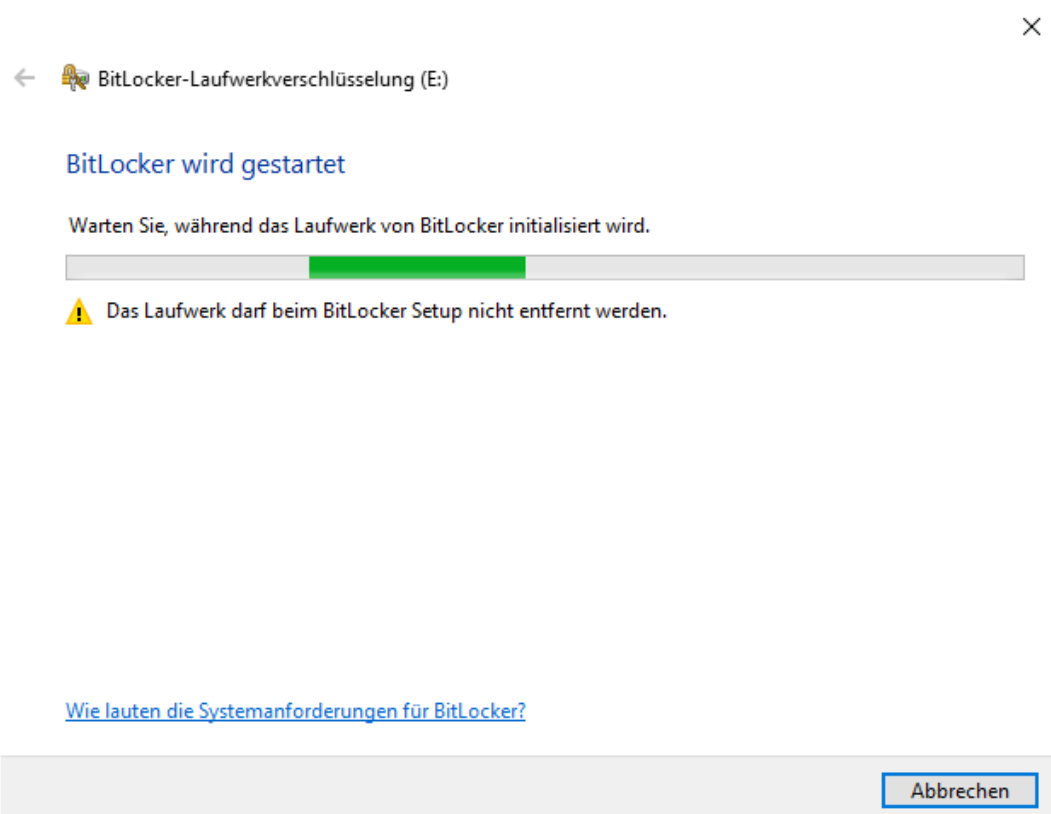 BitLocker-Laufwerkverschlüsselung (E:)
BitLocker wird gestartet
Warten Sie, während das Laufwerk von BitLocker initialisiert wird.
Das Laufwerk darf beim BitLocker Setup nicht entfernt werden.
Wie lauten die Systemanforderungen für BitLocker?
Abbrechen